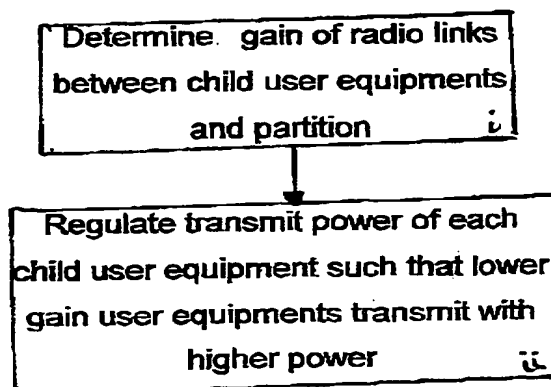 Determine. gain of radio links
between child user equipments
and partition i
Regulate transmit power of each
child user equipment such that lower
gain user equipments transmit with
higher power ii